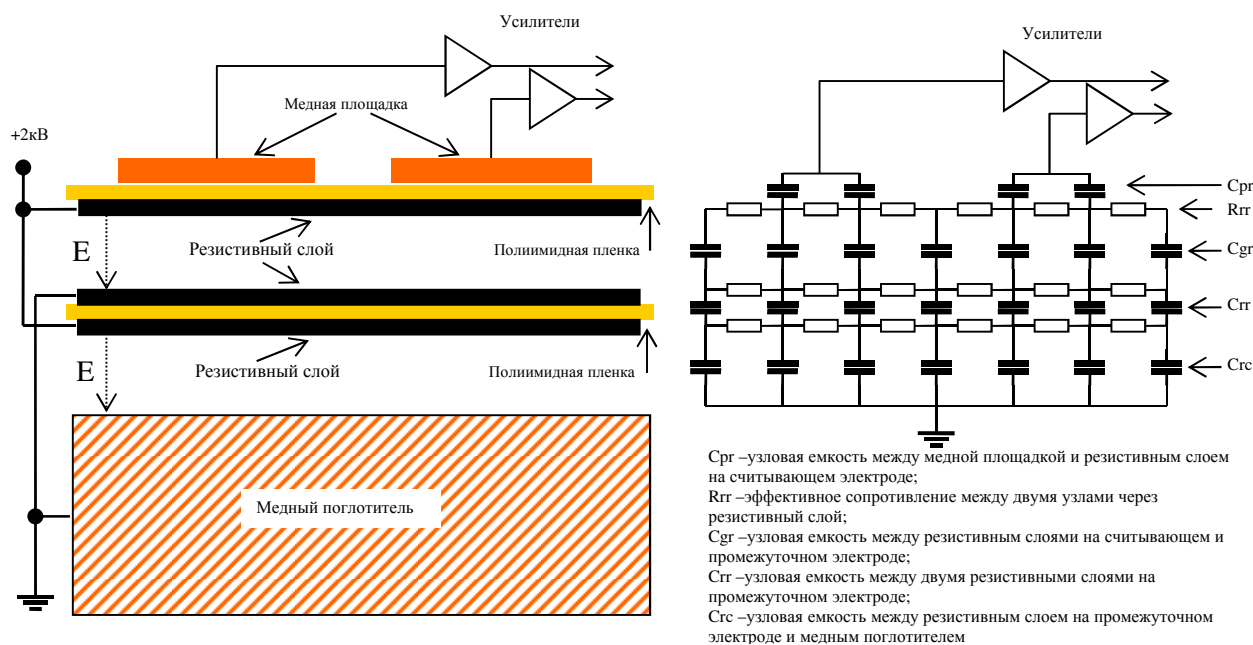 Усилители
Медная площадка
+2кВ
E
Резистивный слой
Полиимидная пленка
E
Резистивный слой
Полиимидная пленка
Медный поглотитель
Усилители
Cpr
Rrr
Cgr
Crr
Crc
Cpr –узловая емкость между медной площадкой и резистивным слоем
на считывающем электроде;
Rrr –эффективное сопротивление между двумя узлами через
резистивный слой;
Cgr –узловая емкость между резистивным слоями на считывающем и
промежуточном электроде;
Crr –узловая емкость между двумя резистивными слоями на
промежуточном электроде;
Crc –узловая емкость между резистивным слоем на промежуточном
электроде и медным поглотителем